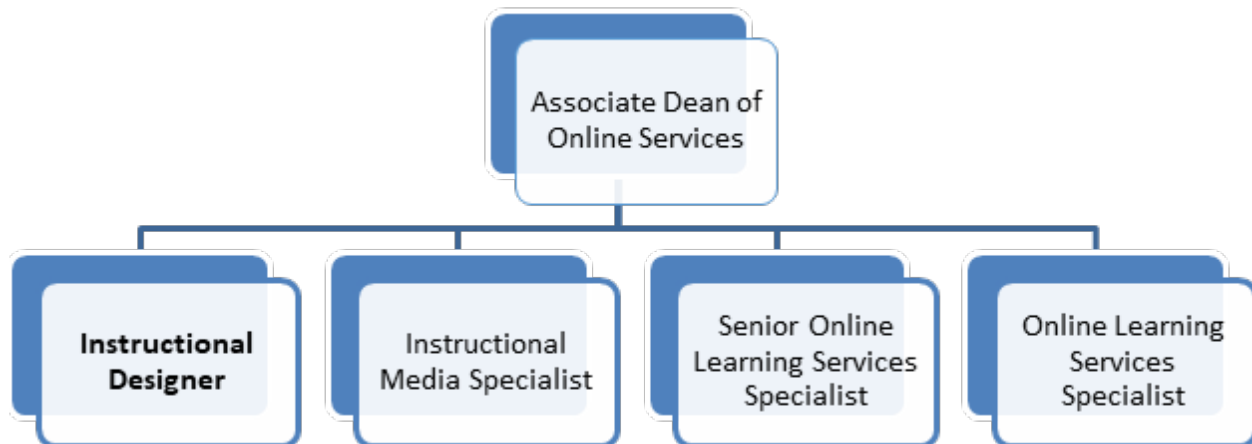 Associate Dean of
Online Services
Instructional
Designer
Instructional
Media Specialist
Senior Online
Learning Services
Specialist
Online Learning
Services
Specialist